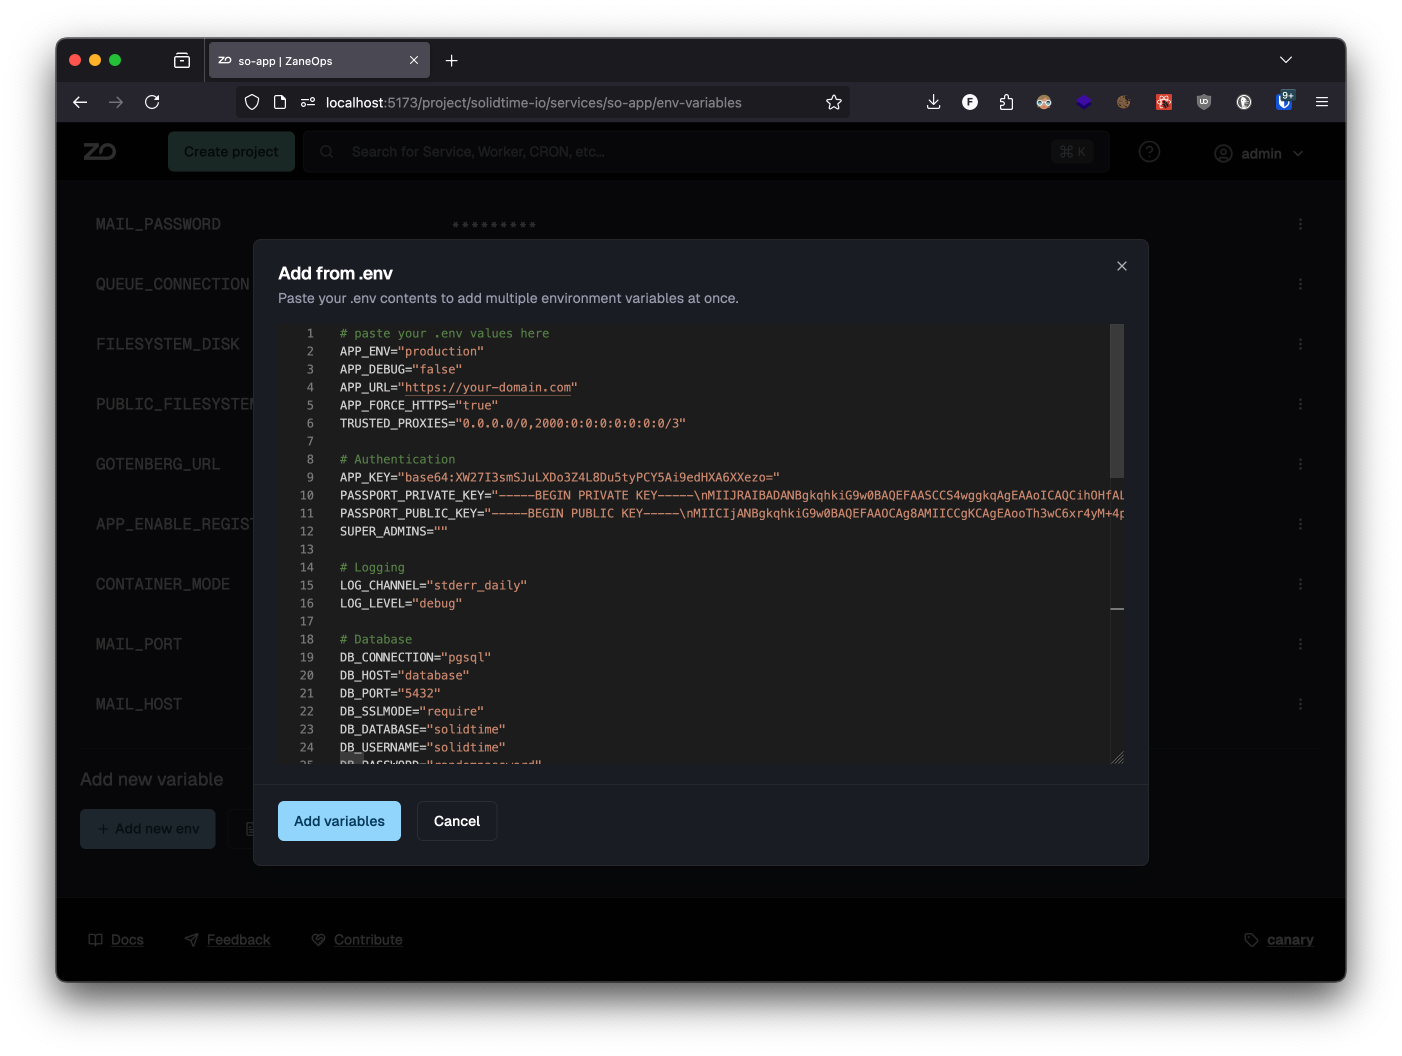 so-app | ZaneOps
localhost:5173/project/solidtime-io/services/so-app/env-variables
F
9+
ZO
Create project
Search for Service, Worker, CRON, etc...
⌘ K
admin
MAIL_PASSWORD
*********
QUEUE_CONNECTION
FILESYSTEM_DISK
PUBLIC_FILESYSTEM
GOTENBERG_URL
APP_ENABLE_REGIST
CONTAINER_MODE
MAIL_PORT
MAIL_HOST
Add new variable
+ Add new env
Add from .env
Paste your .env contents to add multiple environment variables at once.
1 # paste your .env values here
2 APP_ENV="production"
3 APP_DEBUG="false"
4 APP_URL="https://your-domain.com"
5 APP_FORCE_HTTPS="true"
6 TRUSTED_PROXIES="0.0.0.0/0,2000:0:0:0:0:0:0:0/3"
7
8 # Authentication
9 APP_KEY="base64:XW27I3smSJuLXDo3Z4L8Du5tyPCY5Ai9edHXA6XXezo="
10 PASSPORT_PRIVATE_KEY="-----BEGIN PRIVATE KEY-----\nMIIJRAIBADANBgkqhkiG9w0BAQEFAASCCS4wggkqAgEAAoICAQCihOHfAL
11 PASSPORT_PUBLIC_KEY="-----BEGIN PUBLIC KEY-----\nMIICIjANBgkqhkiG9w0BAQEFAAOCAg8AMIICCgKCAgEAooTh3wC6xr4yM+4p
12 SUPER_ADMINS=""
13
14 # Logging
15 LOG_CHANNEL="stderr_daily"
16 LOG_LEVEL="debug"
17
18 # Database
19 DB_CONNECTION="pgsql"
20 DB_HOST="database"
21 DB_PORT="5432"
22 DB_SSLMODE="require"
23 DB_DATABASE="solidtime"
24 DB_USERNAME="solidtime"
Add variables
Cancel
Docs
Feedback
Contribute
canary